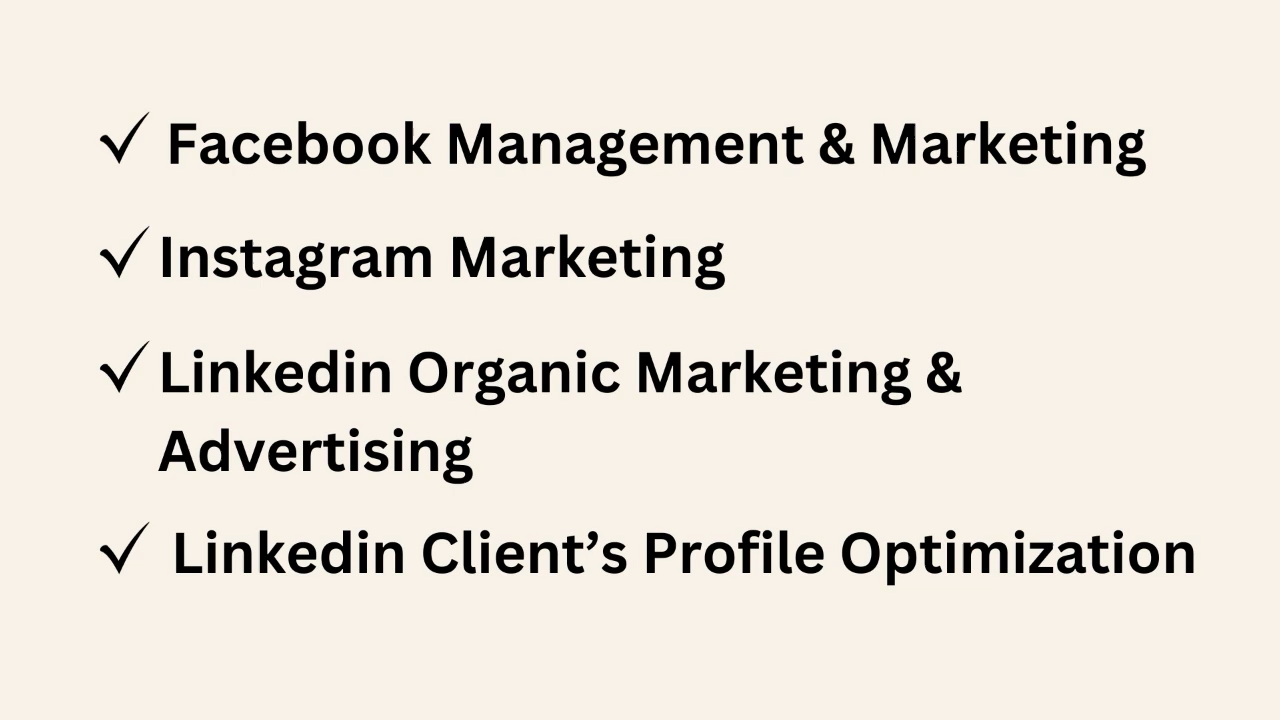 ✓ Facebook Management & Marketing
✓ Instagram Marketing
✓ Linkedin Organic Marketing &
Advertising
✓ Linkedin Client’s Profile Optimization